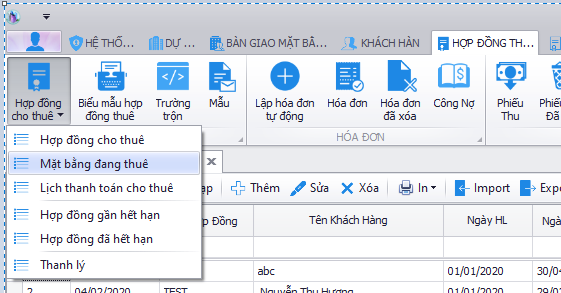 HỆ THỐ...
DỰ ...
BÀN GIAO MẶT BẰ...
KHÁCH HÀN
HỢP ĐỒNG TH...
Hợp đồng cho thuê
Biểu mẫu hợp đồng thuê
Trường trộn
Mẫu
Lập hóa đơn tự động
Hóa đơn
Hóa đơn đã xóa
Công Nợ
Phiếu Thu
Phiếu Đã
HÓA ĐƠN
Hợp đồng cho thuê
Mặt bằng đang thuê
Lịch thanh toán cho thuê
Hợp đồng gần hết hạn
Hợp đồng đã hết hạn
Thanh lý
ạp Thêm Sửa Xóa In Import Expo
p Đồng Tên Khách Hàng Ngày HL Ngày
abc 01/01/2020 30/04
2 04/02/2020 TEST Nguyễn Thu Hương 01/01/2020 29/02